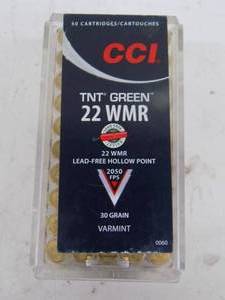 50 CARTRIDGES/CARTOUCHES
CCI
TNT GREEN™
22 WMR
22 WMR
LEAD-FREE HOLLOW POINT
2050
FPS
30 GRAIN
VARMINT
0060